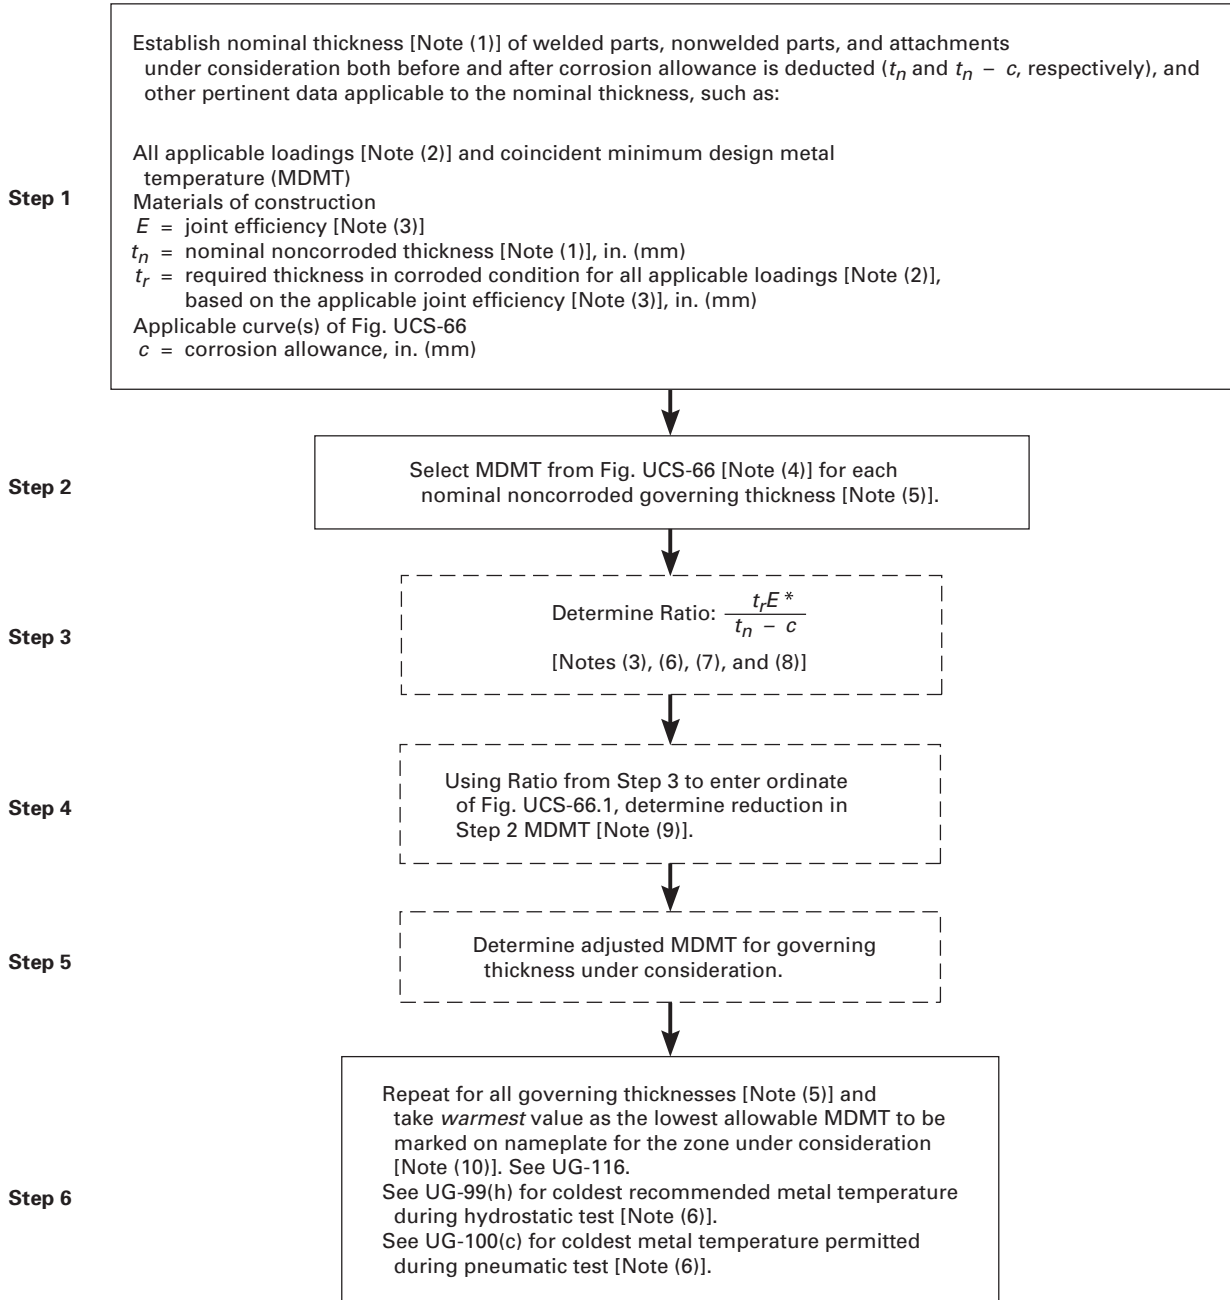 Step 1
Establish nominal thickness [Note (1)] of welded parts, nonwelded parts, and attachments
under consideration both before and after corrosion allowance is deducted (tn and tn – c, respectively), and
other pertinent data applicable to the nominal thickness, such as:
All applicable loadings [Note (2)] and coincident minimum design metal
temperature (MDMT)
Materials of construction
E = joint efficiency [Note (3)]
tn = nominal noncorroded thickness [Note (1)], in. (mm)
tr = required thickness in corroded condition for all applicable loadings [Note (2)],
based on the applicable joint efficiency [Note (3)], in. (mm)
Applicable curve(s) of Fig. UCS-66
c = corrosion allowance, in. (mm)
Step 2
Select MDMT from Fig. UCS-66 [Note (4)] for each
nominal noncorroded governing thickness [Note (5)].
Step 3
Determine Ratio: trE*
tn – c
[Notes (3), (6), (7), and (8)]
Step 4
Using Ratio from Step 3 to enter ordinate
of Fig. UCS-66.1, determine reduction in
Step 2 MDMT [Note (9)].
Step 5
Determine adjusted MDMT for governing
thickness under consideration.
Step 6
Repeat for all governing thicknesses [Note (5)] and
take warmest value as the lowest allowable MDMT to be
marked on nameplate for the zone under consideration
[Note (10)]. See UG-116.
See UG-99(h) for coldest recommended metal temperature
during hydrostatic test [Note (6)].
See UG-100(c) for coldest metal temperature permitted
during pneumatic test [Note (6)].